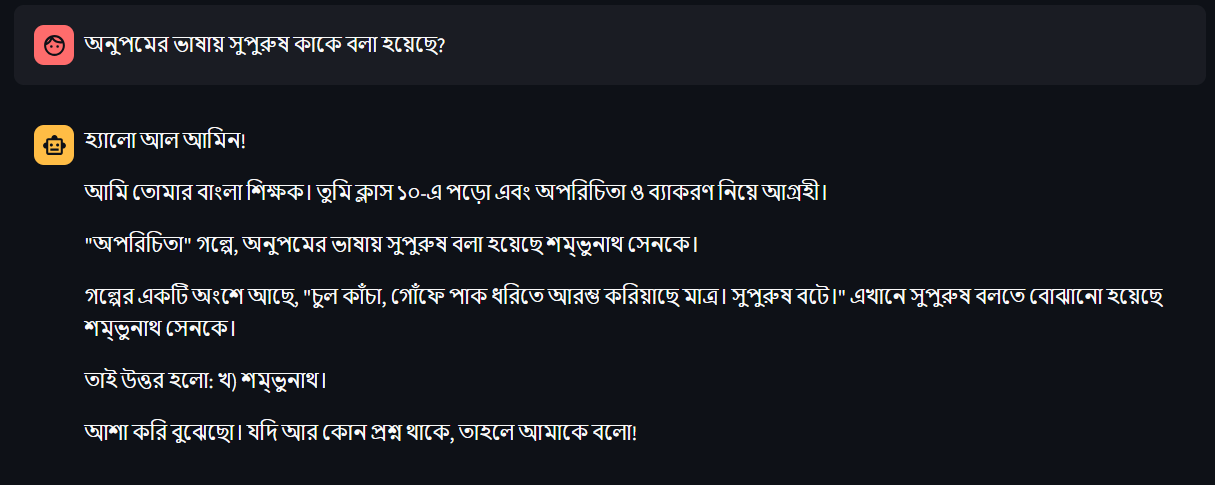 অনুপমের ভাষায় সুপুরুষ কাকে বলা হয়েছে?
হ্যালো আল আমিন!
আমি তোমার বাংলা শিক্ষক। তুমি ক্লাস ১০-এ পড়ো এবং অপরিচিতা ও ব্যাকরণ নিয়ে আগ্রহী।
"অপরিচিতা" গল্পে, অনুপমের ভাষায় সুপুরুষ বলা হয়েছে শম্ভুনাথ সেনকে।
গল্পের একটি অংশে আছে, "চুল কাঁচা, গোঁফে পাক ধরিতে আরম্ভ করিয়াছে মাত্র। সুপুরুষ বটে।" এখানে সুপুরুষ বলতে বোঝানো হয়েছে
শম্ভুনাথ সেনকে।
তাই উত্তর হলো: খ) শম্ভুনাথ।
আশা করি বুঝেছো। যদি আর কোন প্রশ্ন থাকে, তাহলে আমাকে বলো!